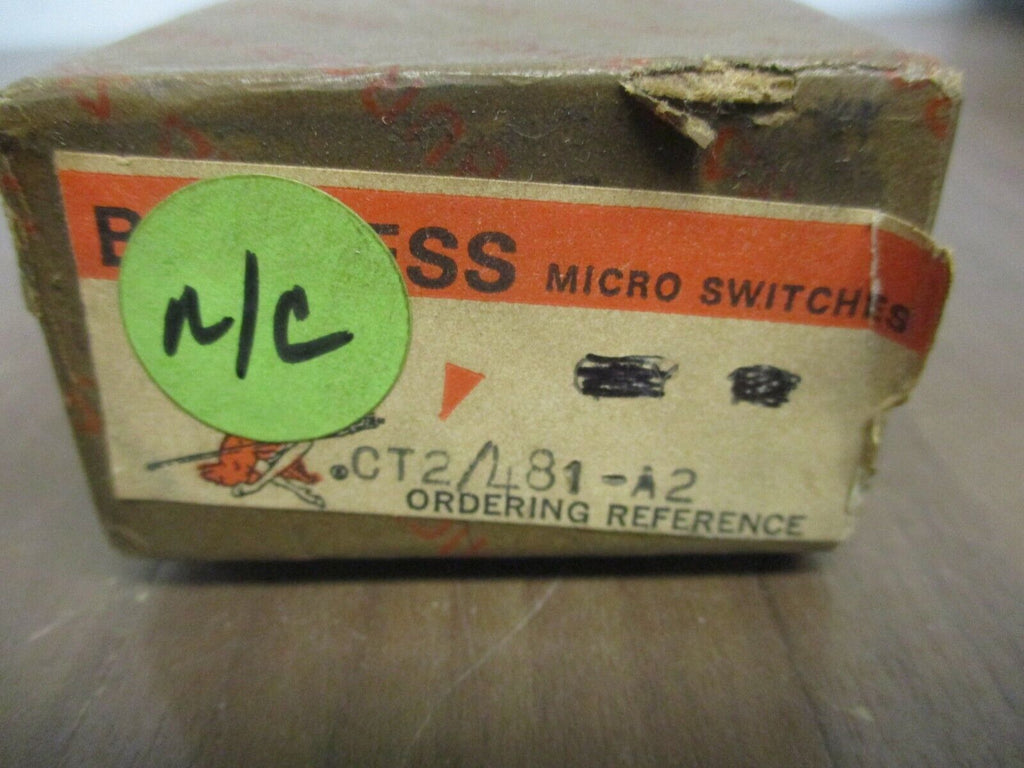 ESS MICRO SWITCHES
N/C
CT2/481-A2
ORDERING REFERENCE